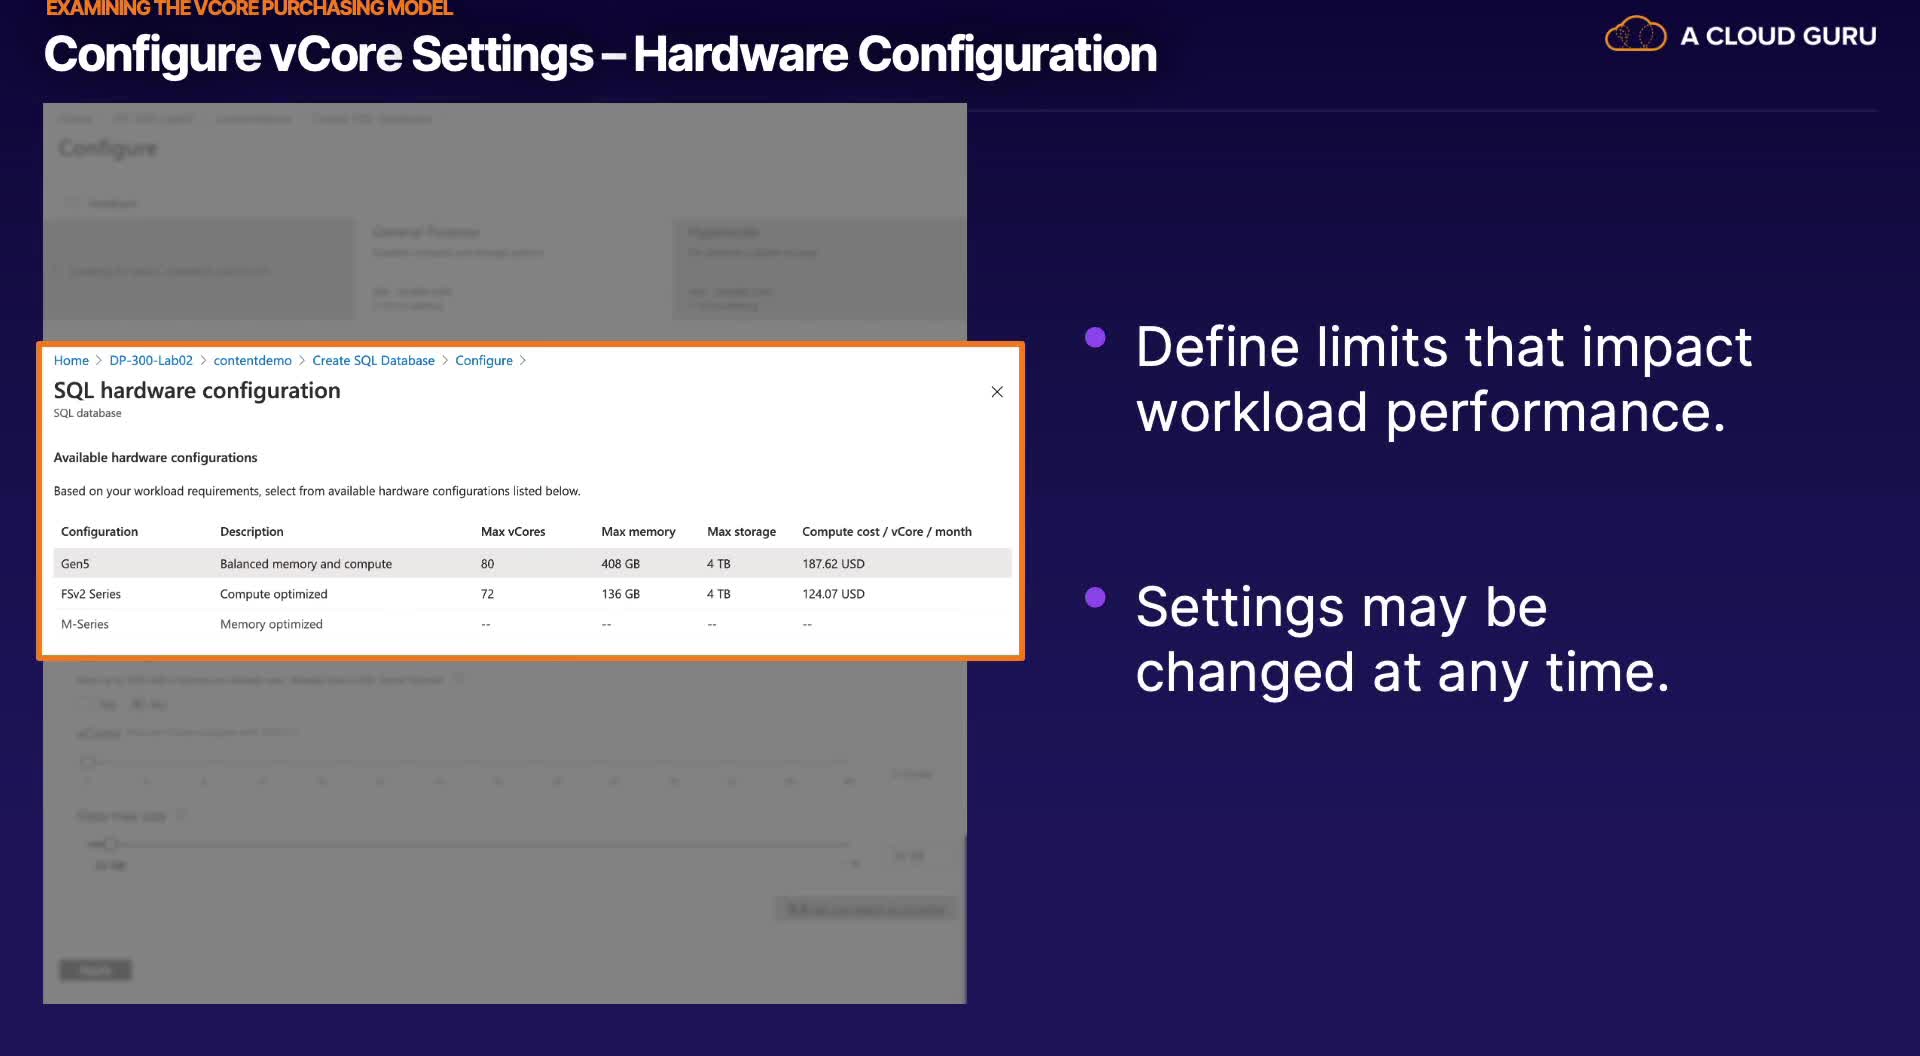 EXAMINING THE VCORE PURCHASING MODEL
Configure vCore Settings – Hardware Configuration
A CLOUD GURU
Configure
General Purpose
Hyperscale
Home > DP-300-Lab02 > contentdemo > Create SQL Database > Configure >
SQL hardware configuration
SQL database
Available hardware configurations
Based on your workload requirements, select from available hardware configurations listed below.
Configuration Description Max vCores Max memory Max storage Compute cost / vCore / month
Gen5 Balanced memory and compute 80 408 GB 4 TB 187.62 USD
FSv2 Series Compute optimized 72 136 GB 4 TB 124.07 USD
M-Series Memory optimized -- -- -- --
Define limits that impact
workload performance.
Settings may be
changed at any time.